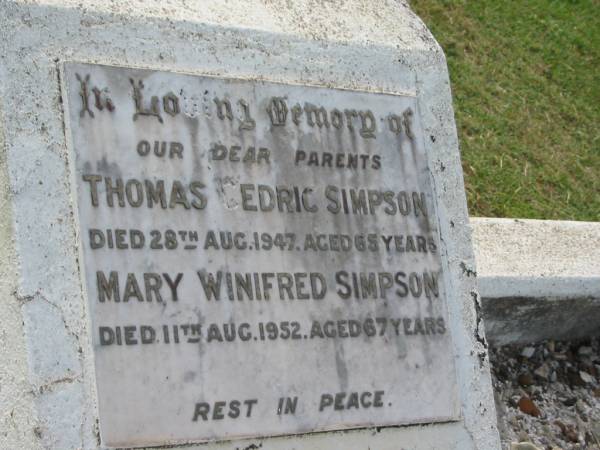 In Loving Memory of
OUR DEAR PARENTS
THOMAS CEDRIC SIMPSON
DIED 28TH AUG. 1947. AGED 65 YEARS
MARY WINIFRED SIMPSON
DIED 11TH AUG. 1952. AGED 67 YEARS
REST IN PEACE.